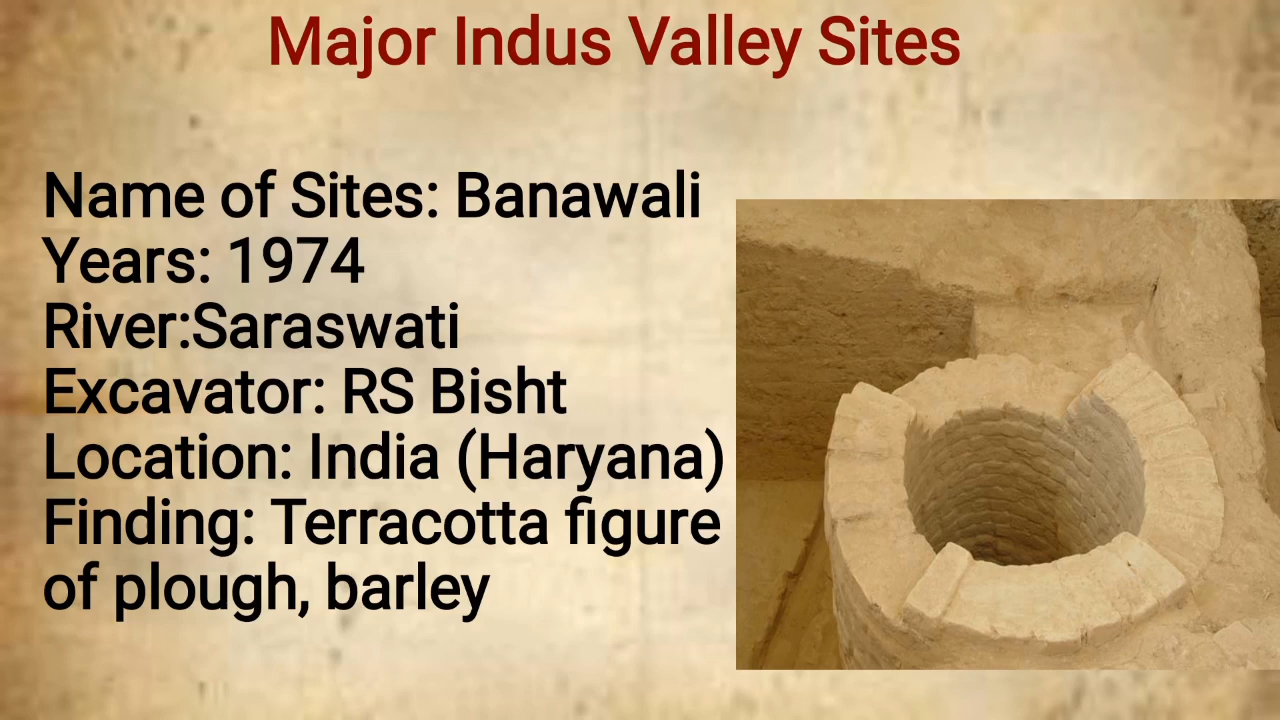 Major Indus Valley Sites
Name of Sites: Banawali
Years: 1974
River:Saraswati
Excavator: RS Bisht
Location: India (Haryana)
Finding: Terracotta figure
of plough, barley